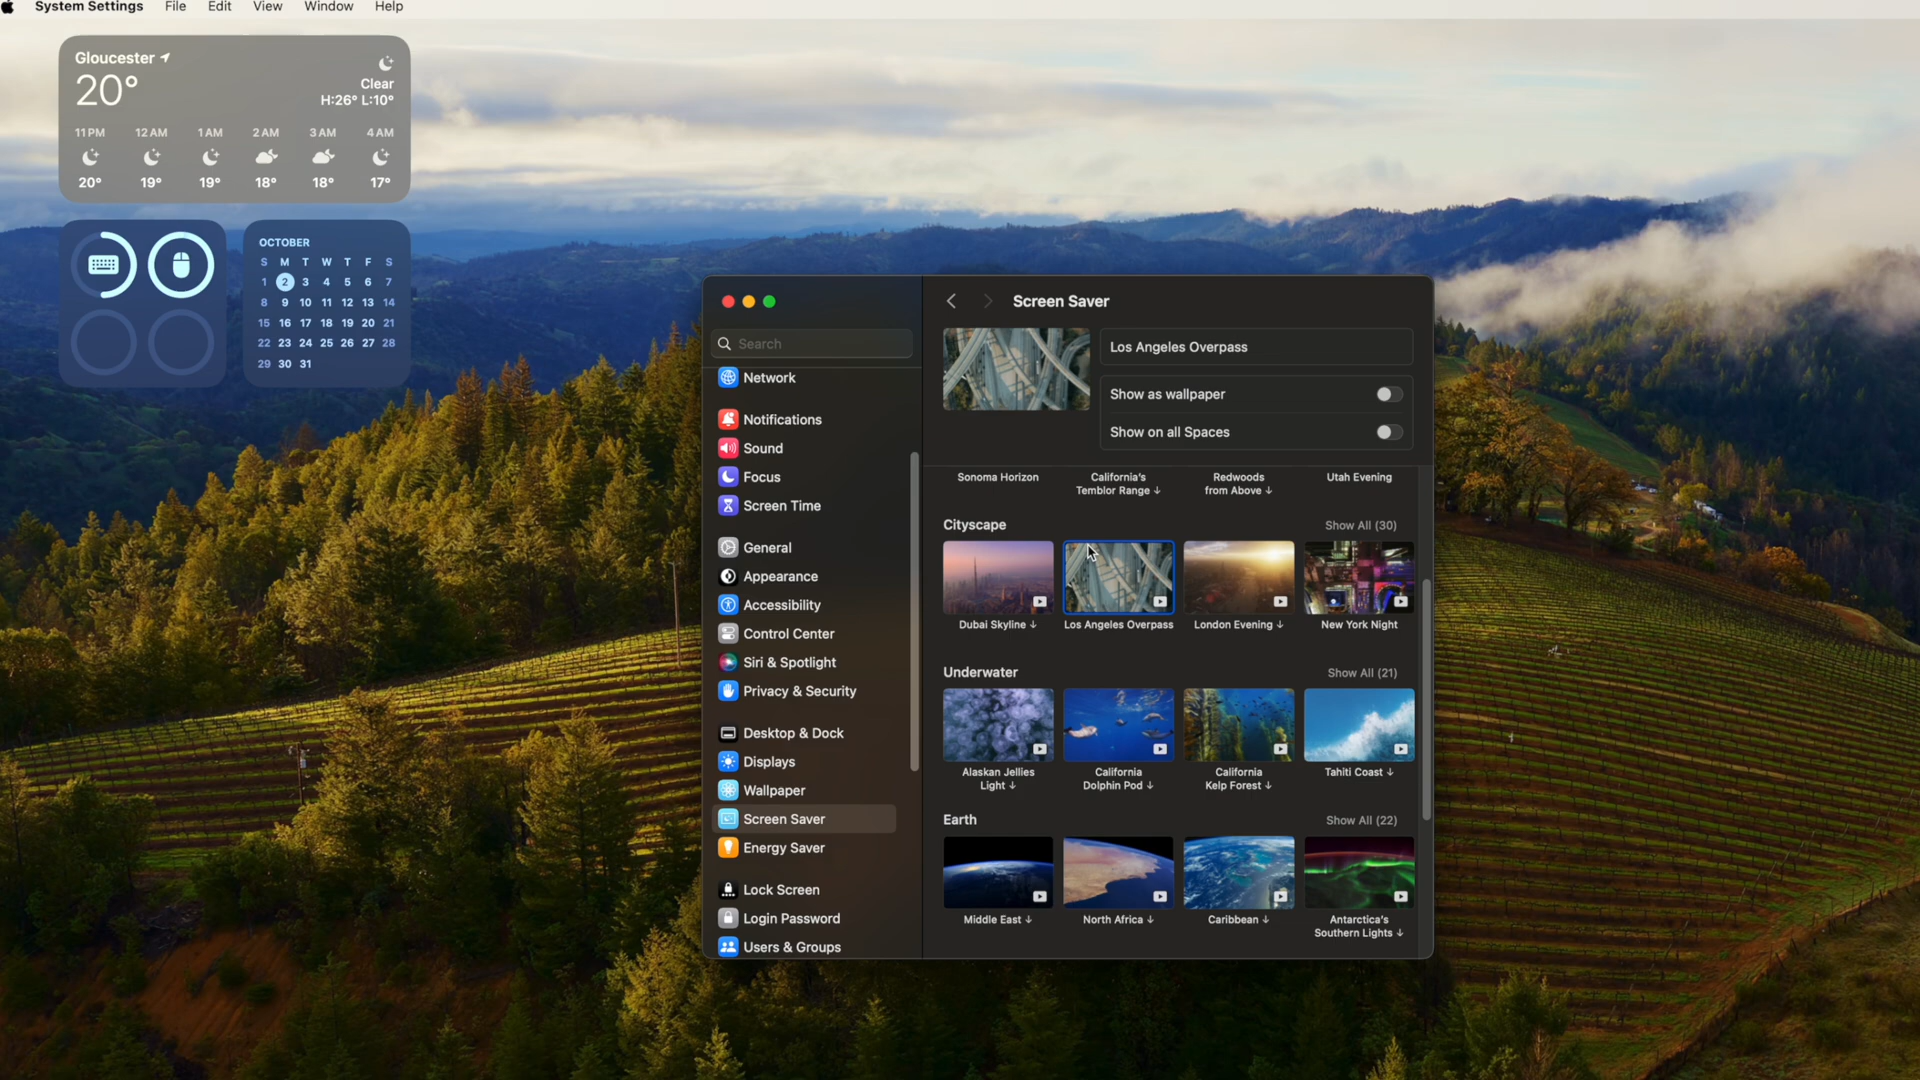 System Settings File Edit View Window Help
Gloucester
20°
Clear
H:26° L:10°
11 PM 12 AM 1 AM 2 AM 3 AM 4 AM
20° 19° 19° 18° 18° 17°
OCTOBER
S M T W T F S
1 2 3 4 5 6 7
8 9 10 11 12 13 14
15 16 17 18 19 20 21
22 23 24 25 26 27 28
29 30 31
Search
Network
Notifications
Sound
Focus
Screen Time
General
Appearance
Accessibility
Control Center
Siri & Spotlight
Privacy & Security
Desktop & Dock
Displays
Wallpaper
Screen Saver
Energy Saver
Lock Screen
Login Password
Users & Groups
Screen Saver
Los Angeles Overpass
Show as wallpaper
Show on all Spaces
Sonoma Horizon
California's
Temblor Range ↓
Redwoods
from Above ↓
Utah Evening
Cityscape
Show All (30)
Dubai Skyline ↓
Los Angeles Overpass
London Evening ↓
New York Night
Underwater
Show All (21)
Alaskan Jellies
Light ↓
California
Dolphin Pod ↓
California
Kelp Forest ↓
Tahiti Coast ↓
Earth
Show All (22)
Middle East ↓
North Africa ↓
Caribbean ↓
Antarctica's
Southern Lights ↓